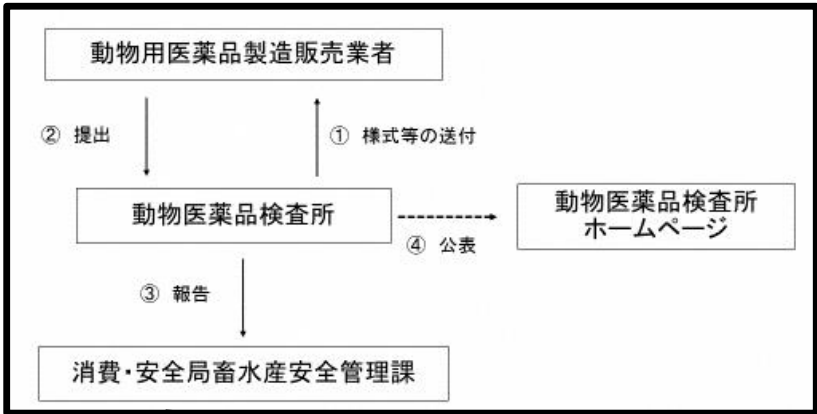 動物用医薬品製造販売業者
② 提出
① 様式等の送付
動物医薬品検査所
動物医薬品検査所
ホームページ
④ 公表
③ 報告
消費・安全局畜水産安全管理課